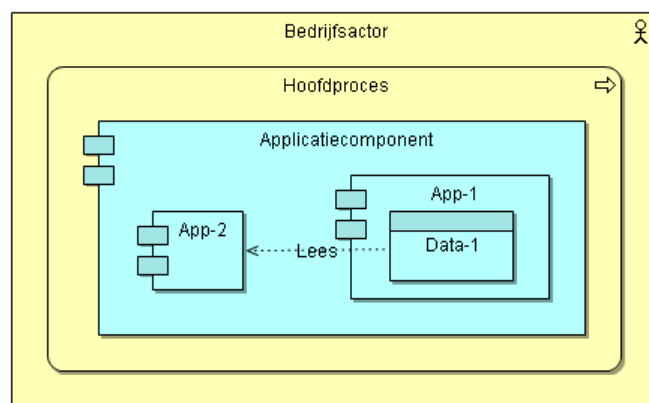 Bedrijfsactor
Hoofdproces
Applicatiecomponent
App-1
App-2
Lees
Data-1